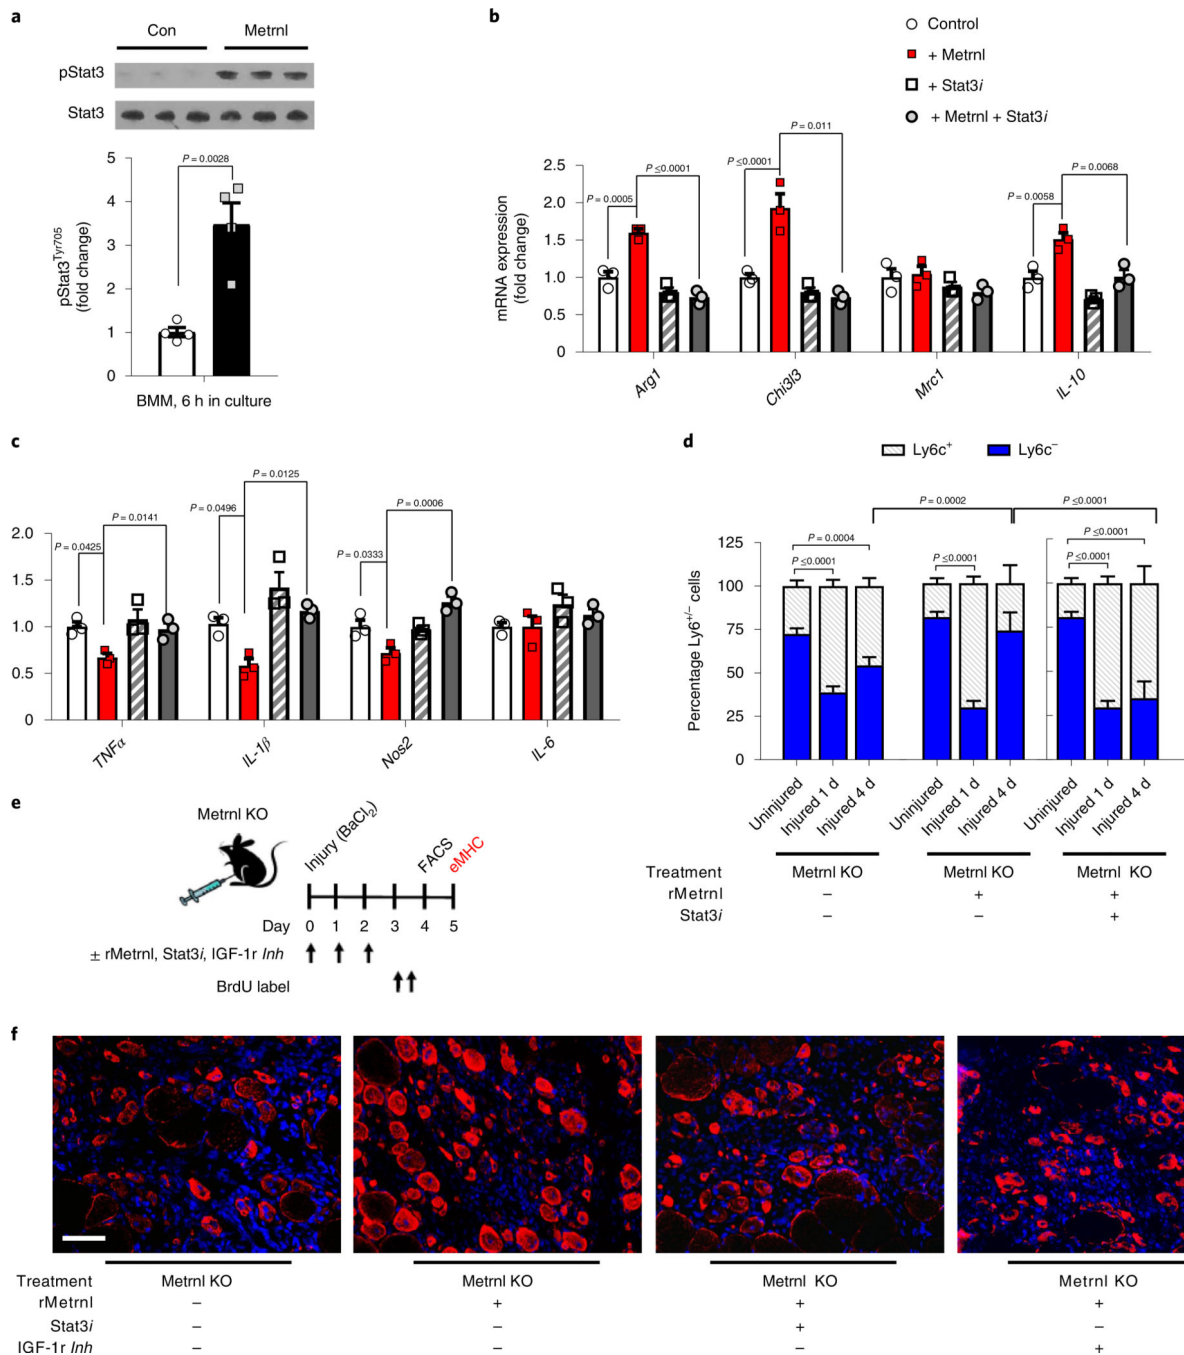 a
Con Metrnl
pStat3
Stat3
P = 0.0028
5
4
3
2
1
0
pStat3Tyr705
(fold change)
BMM, 6 h in culture
b
Control
+ Metrnl
+ Stat3i
+ Metrnl + Stat3i
P = 0.011
P ≤0.0001
P ≤0.0001
P = 0.0005
P = 0.0068
P = 0.0058
2.5
2.0
1.5
1.0
0.5
0
mRNA expression
(fold change)
Arg1
Chi3l3
Mrc1
IL-10
c
P = 0.0125
P = 0.0496
P = 0.0006
P = 0.0141
P = 0.0425
P = 0.0333
2.0
1.5
1.0
0.5
0
TNFα
IL-1β
Nos2
IL-6
d
Ly6c+ Ly6c−
P = 0.0002
P ≤0.0001
P = 0.0004
P ≤0.0001
P ≤0.0001
P ≤0.0001
P ≤0.0001
125
100
75
50
25
0
Percentage Ly6+/− cells
Uninjured
Injured 1 d
Injured 4 d
Uninjured
Injured 1 d
Injured 4 d
Uninjured
Injured 1 d
Injured 4 d
Treatment Metrnl KO Metrnl KO Metrnl KO
rMetrnl − + +
Stat3i − − +
e
Metrnl KO
Injury (BaCl2)
FACS
eMHC
Day 0 1 2 3 4 5
± rMetrnl, Stat3i, IGF-1r Inh
BrdU label
f
Treatment Metrnl KO Metrnl KO Metrnl KO Metrnl KO
rMetrnl − + + +
Stat3i − − + −
IGF-1r Inh − − − +